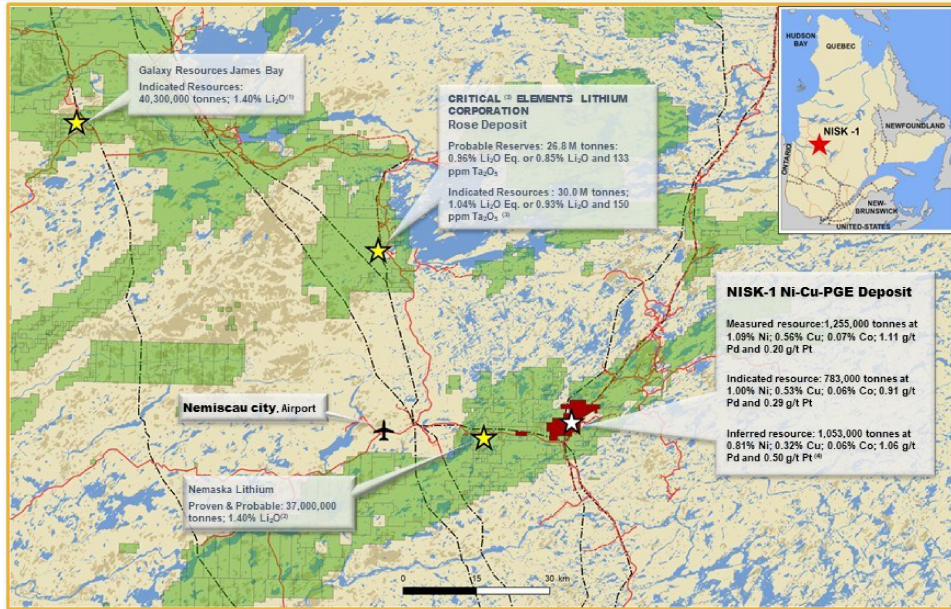 Galaxy Resources James Bay
Indicated Resources:
40,300,000 tonnes; 1.40% Li₂O⁽¹⁾
CRITICAL ⁽³⁾ ELEMENTS LITHIUM
CORPORATION
Rose Deposit
Probable Reserves: 26.8 M tonnes:
0.96% Li₂O Eq. or 0.85% Li₂O and 133
ppm Ta₂O₅
Indicated Resources : 30.0 M tonnes;
1.04% Li₂O Eq. or 0.93% Li₂O and 150
ppm Ta₂O₅ ⁽³⁾
HUDSON
BAY
QUEBEC
NISK -1
NEWFOUNDLAND
ONTARIO
NEW-
BRUNSWICK
UNITED-STATES
NISK-1 Ni-Cu-PGE Deposit
Measured resource:1,255,000 tonnes at
1.09% Ni; 0.56% Cu; 0.07% Co; 1.11 g/t
Pd and 0.20 g/t Pt
Indicated resource: 783,000 tonnes at
1.00% Ni; 0.53% Cu; 0.06% Co; 0.91 g/t
Pd and 0.29 g/t Pt
Inferred resource: 1,053,000 tonnes at
0.81% Ni; 0.32% Cu; 0.06% Co; 1.06 g/t
Pd and 0.50 g/t Pt ⁽⁴⁾
Nemiscau city, Airport
Nemaska Lithium
Proven & Probable: 37,000,000
tonnes; 1.40% Li₂O⁽²⁾
0 15 30 km